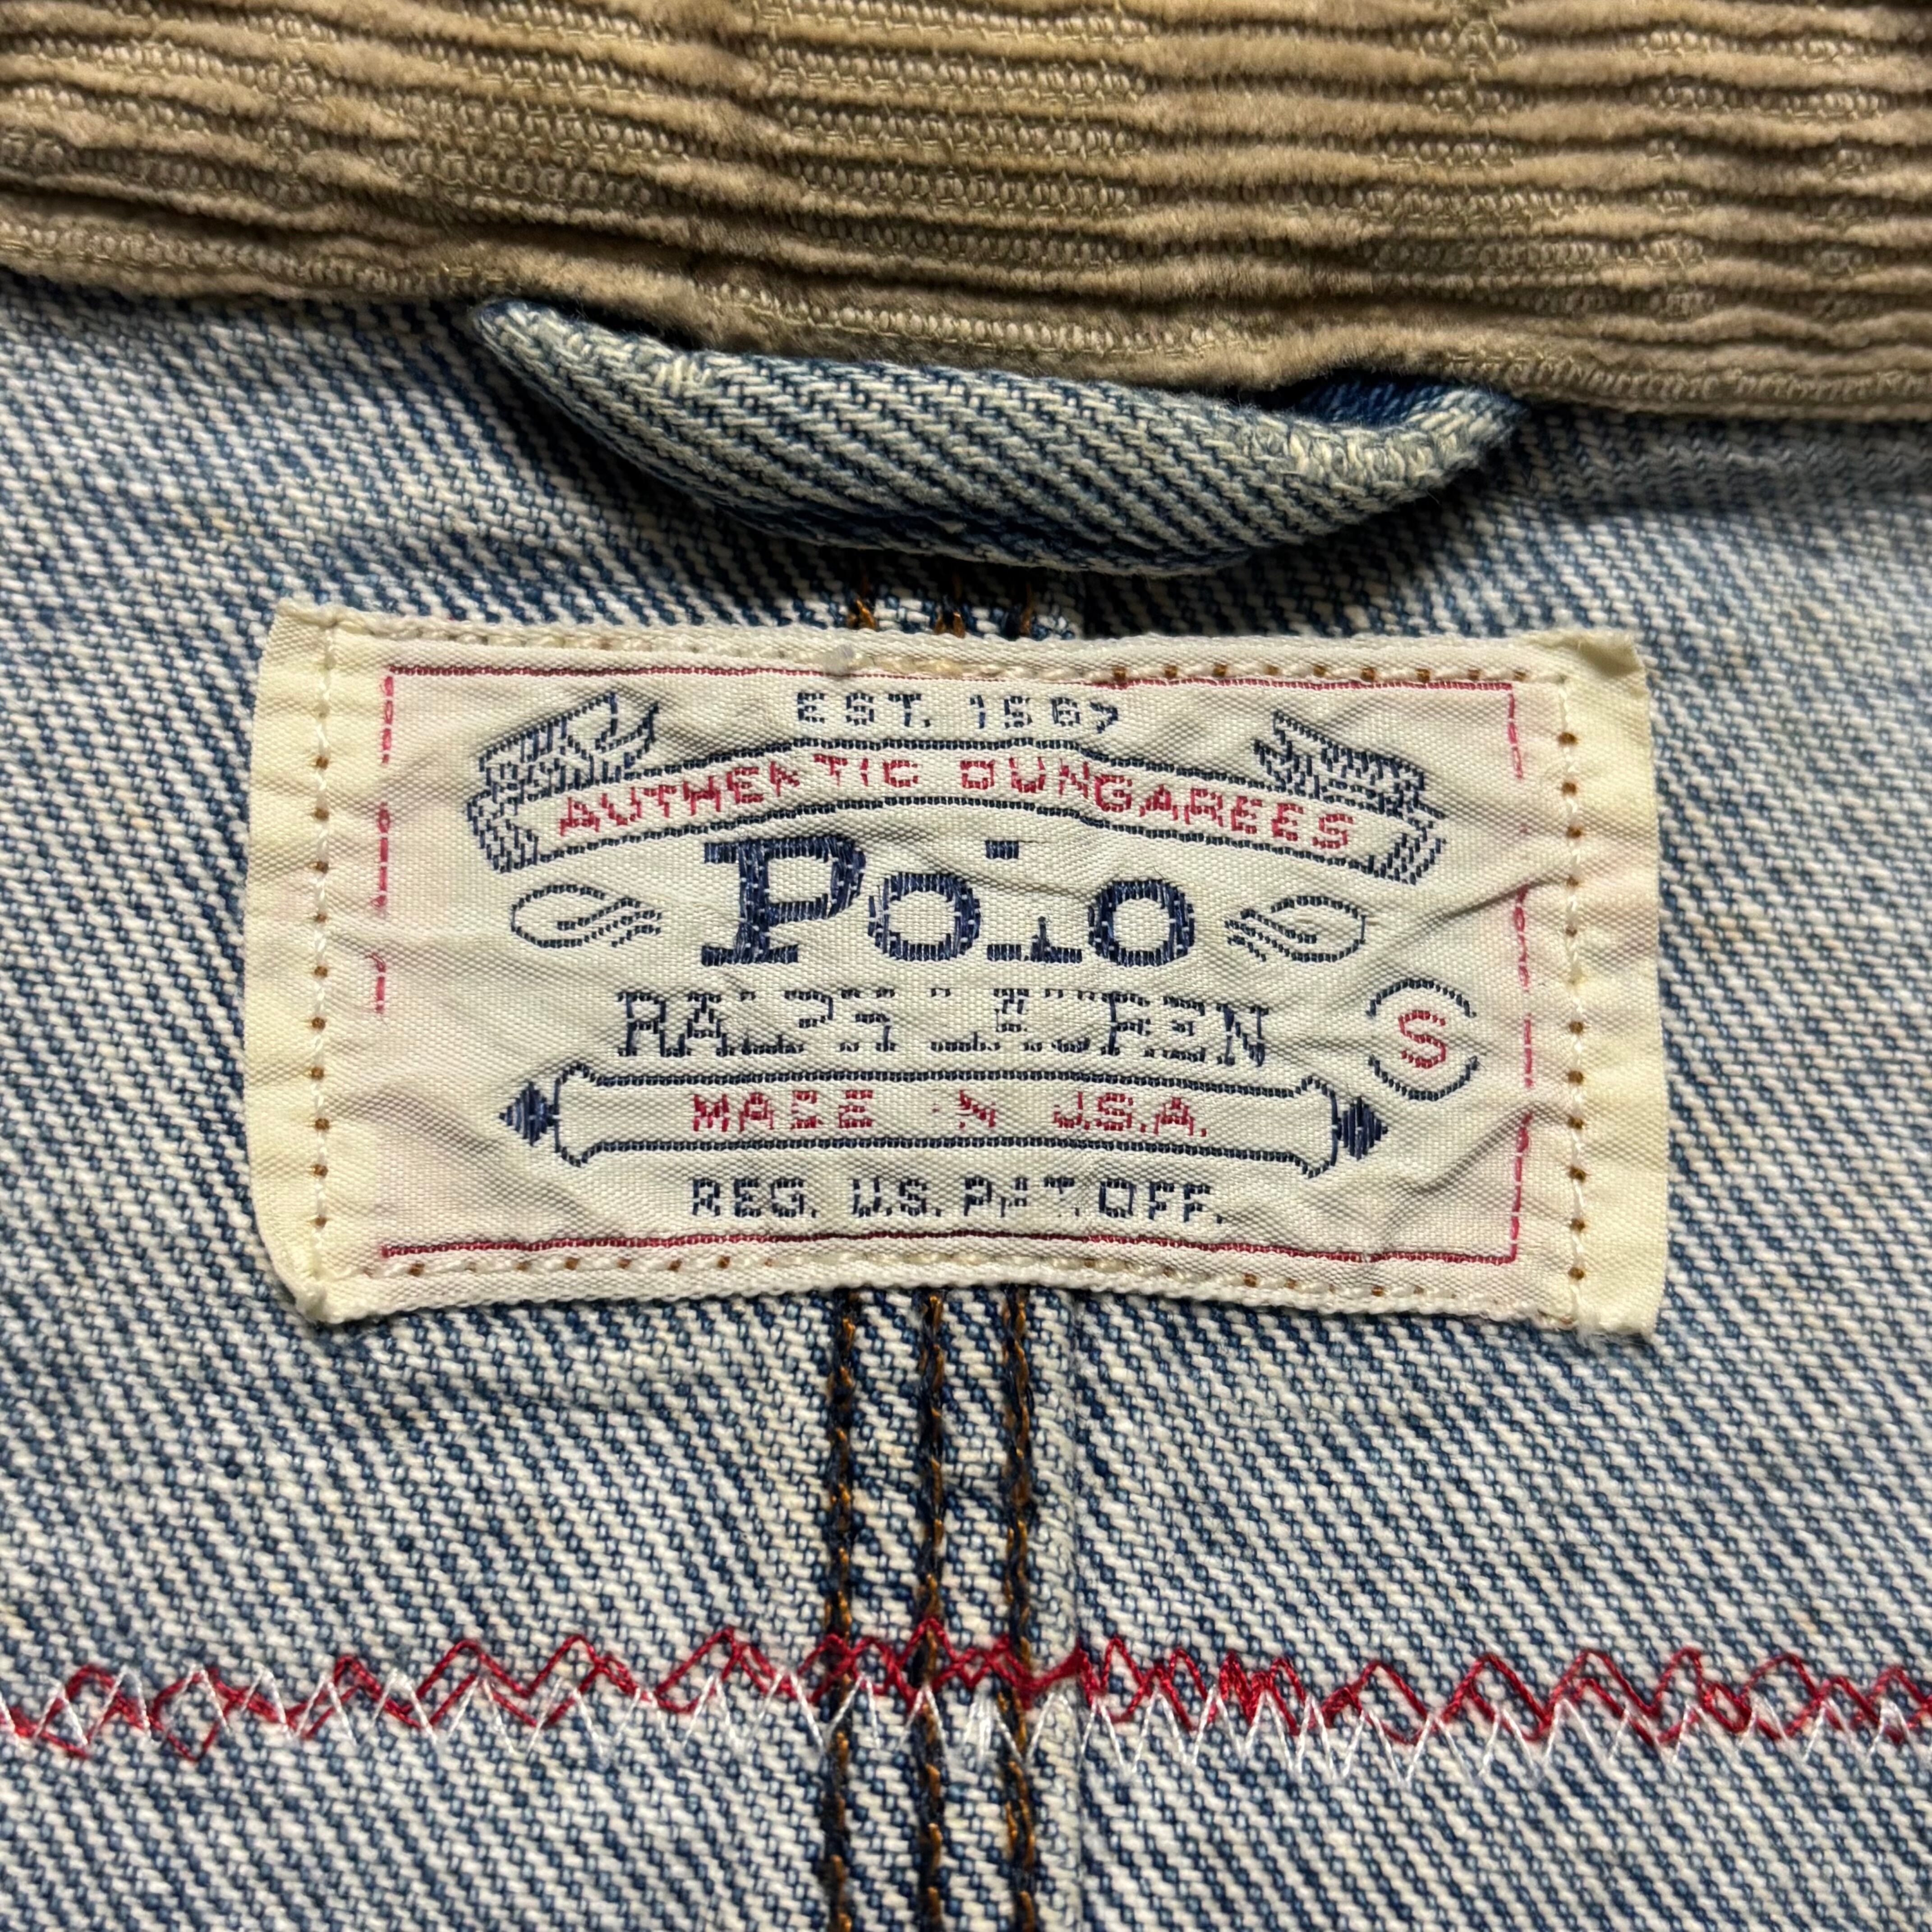 EST. 1967
AUTHENTIC DUNGAREES
Polo
RALPH LAUREN
S
MADE IN U.S.A.
REG. U.S. PAT. OFF.